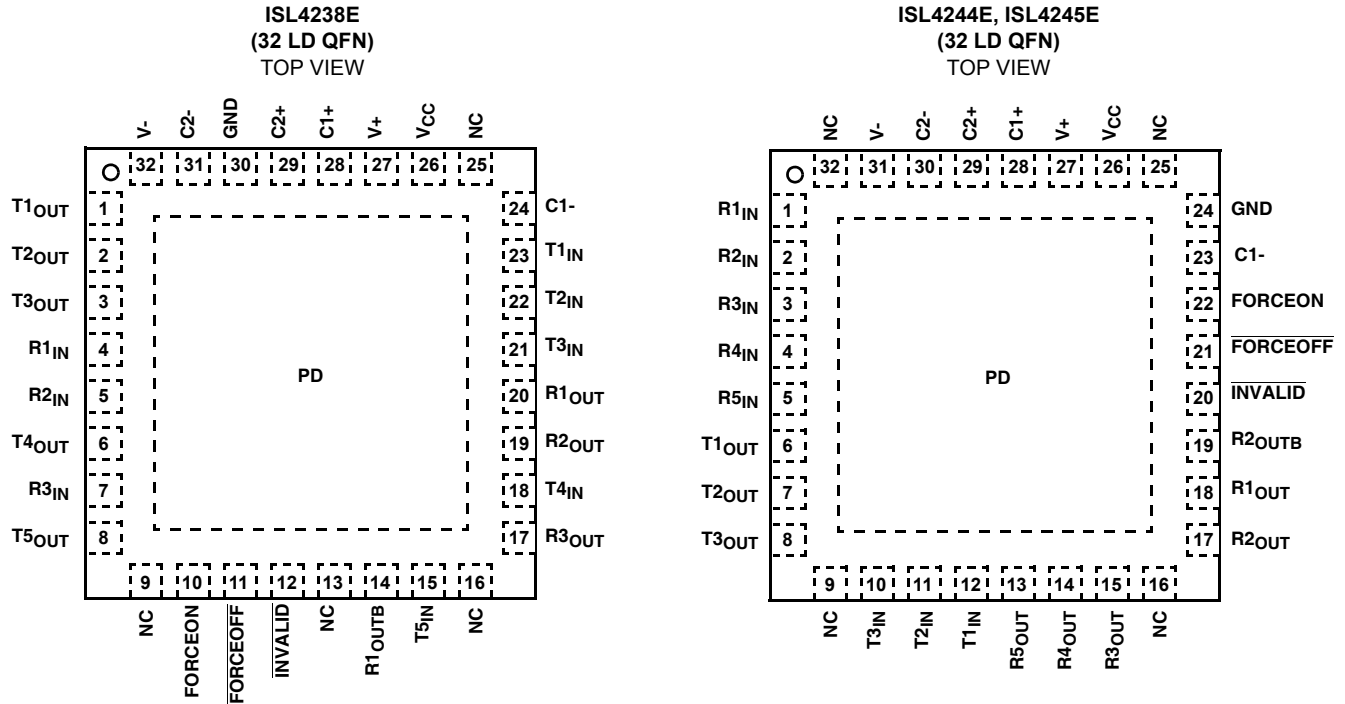 ISL4238E
(32 LD QFN)
TOP VIEW
V-
C2-
GND
C2+
C1+
V+
VCC
NC
32 31 30 29 28 27 26 25
T1OUT 1
T2OUT 2
T3OUT 3
R1IN 4
R2IN 5
T4OUT 6
R3IN 7
T5OUT 8
PD
24 C1-
23 T1IN
22 T2IN
21 T3IN
20 R1OUT
19 R2OUT
18 T4IN
17 R3OUT
9 10 11 12 13 14 15 16
NC
FORCEON
FORCEOFF
INVALID
NC
R1OUTB
T5IN
NC
ISL4244E, ISL4245E
(32 LD QFN)
TOP VIEW
NC
V-
C2-
C2+
C1+
V+
VCC
NC
32 31 30 29 28 27 26 25
R1IN 1
R2IN 2
R3IN 3
R4IN 4
R5IN 5
T1OUT 6
T2OUT 7
T3OUT 8
PD
24 GND
23 C1-
22 FORCEON
21 FORCEOFF
20 INVALID
19 R2OUTB
18 R1OUT
17 R2OUT
9 10 11 12 13 14 15 16
NC
T3IN
T2IN
T1IN
R5OUT
R4OUT
R3OUT
NC